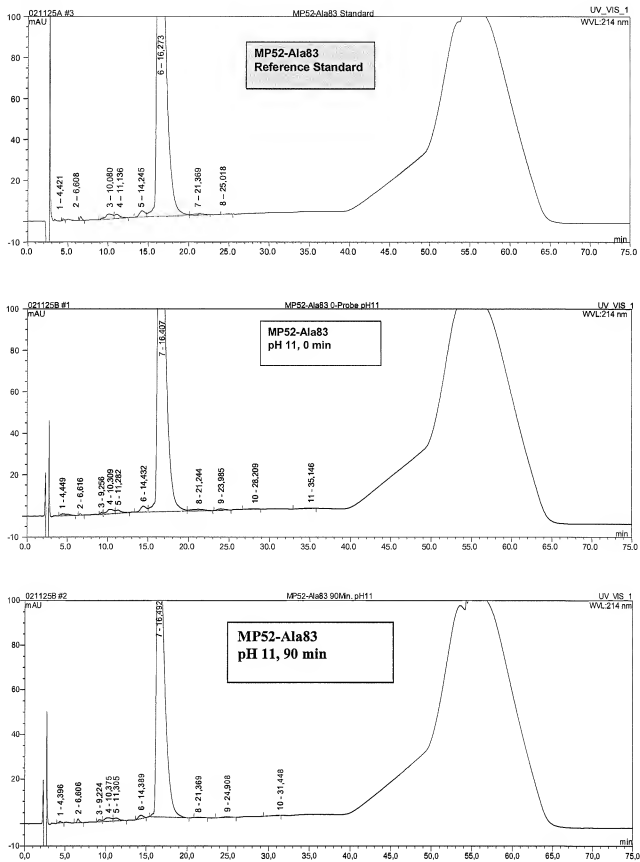 021125A #3 MP52-Ala83 Standard UV_VIS_1
mAU WVL:214 nm
MP52-Ala83
Reference Standard
100
80
60
40
20
-10
1 – 4,421
2 – 6,608
3 – 10,080
4 – 11,136
5 – 14,245
6 – 16,273
7 – 21,369
8 – 25,018
min
0.0 5.0 10.0 15.0 20.0 25.0 30.0 35.0 40.0 45.0 50.0 55.0 60.0 65.0 70.0 75.0
021125B #1 MP52-Ala83 0-Probe pH11 UV_VIS_1
mAU WVL:214 nm
MP52-Ala83
pH 11, 0 min
100
80
60
40
20
-10
1 - 4,449
2 - 6,616
3 - 9,256
4 - 10,309
5 - 11,282
6 - 14,432
7 - 16,407
8 - 21,244
9 - 23,985
10 - 28,209
11 - 35,146
min
0.0 5.0 10.0 15.0 20.0 25.0 30.0 35.0 40.0 45.0 50.0 55.0 60.0 65.0 70.0 75.0
021125B #2 MP52-Ala83 90Min. pH11 UV_VIS_1
mAU WVL:214 nm
MP52-Ala83
pH 11, 90 min
100
80
60
40
20
-10
1 - 4,396
2 - 6,606
3 - 9,224
4 - 10,375
5 - 11,305
6 - 14,389
7 - 16,492
8 - 21,369
9 - 24,908
10 - 31,448
min
0,0 5,0 10,0 15,0 20,0 25,0 30,0 35,0 40,0 45,0 50,0 55,0 60,0 65,0 70,0 75,0